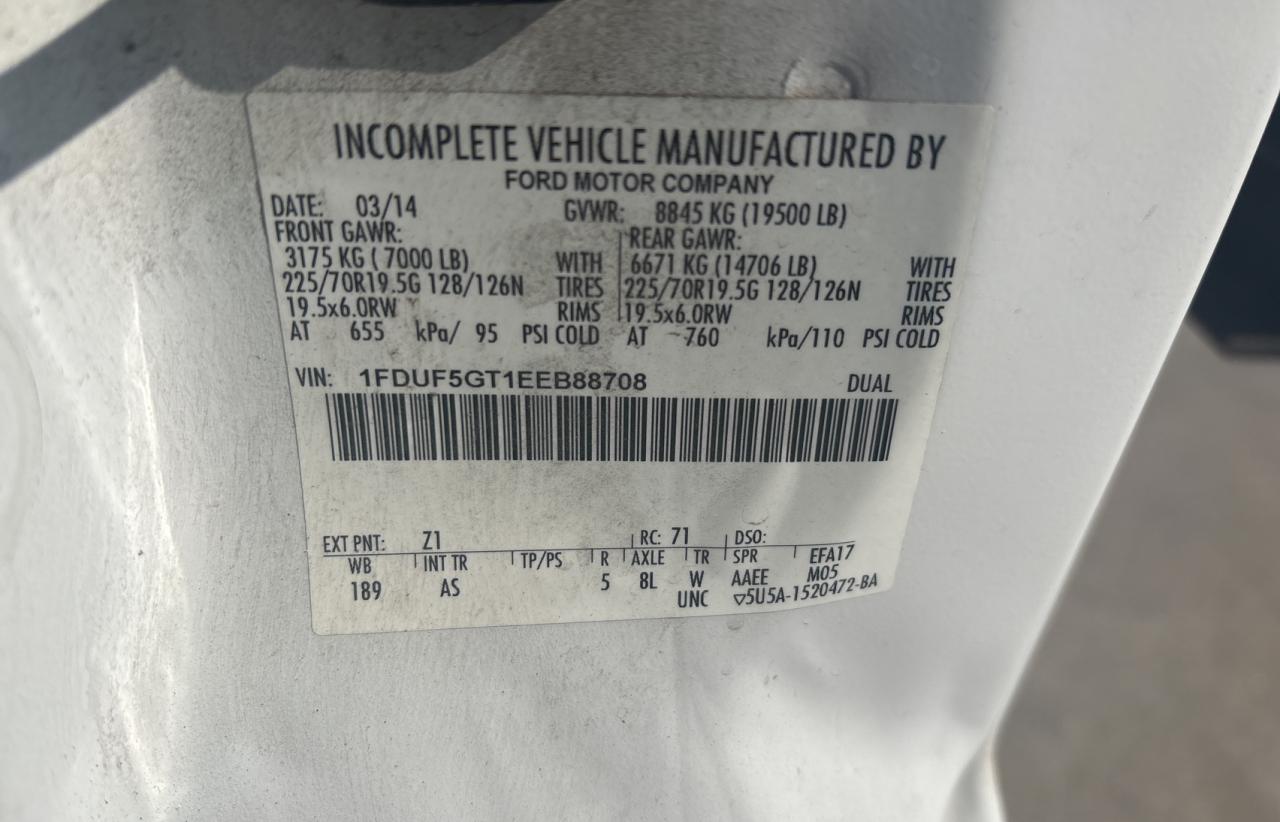 INCOMPLETE VEHICLE MANUFACTURED BY
FORD MOTOR COMPANY
DATE: 03/14 GVWR: 8845 KG (19500 LB)
FRONT GAWR: REAR GAWR:
3175 KG ( 7000 LB) WITH 6671 KG (14706 LB) WITH
225/70R19.5G 128/126N TIRES 225/70R19.5G 128/126N TIRES
19.5x6.0RW RIMS 19.5x6.0RW RIMS
AT 655 kPa/ 95 PSI COLD AT 760 kPa/110 PSI COLD
VIN: 1FDUF5GT1EEB88708 DUAL
EXT PNT: Z1 RC: 71 DSO:
WB INT TR TP/PS R AXLE TR SPR EFA17
189 AS 5 8L W AAEE M05
UNC ▽5U5A-1520472-BA